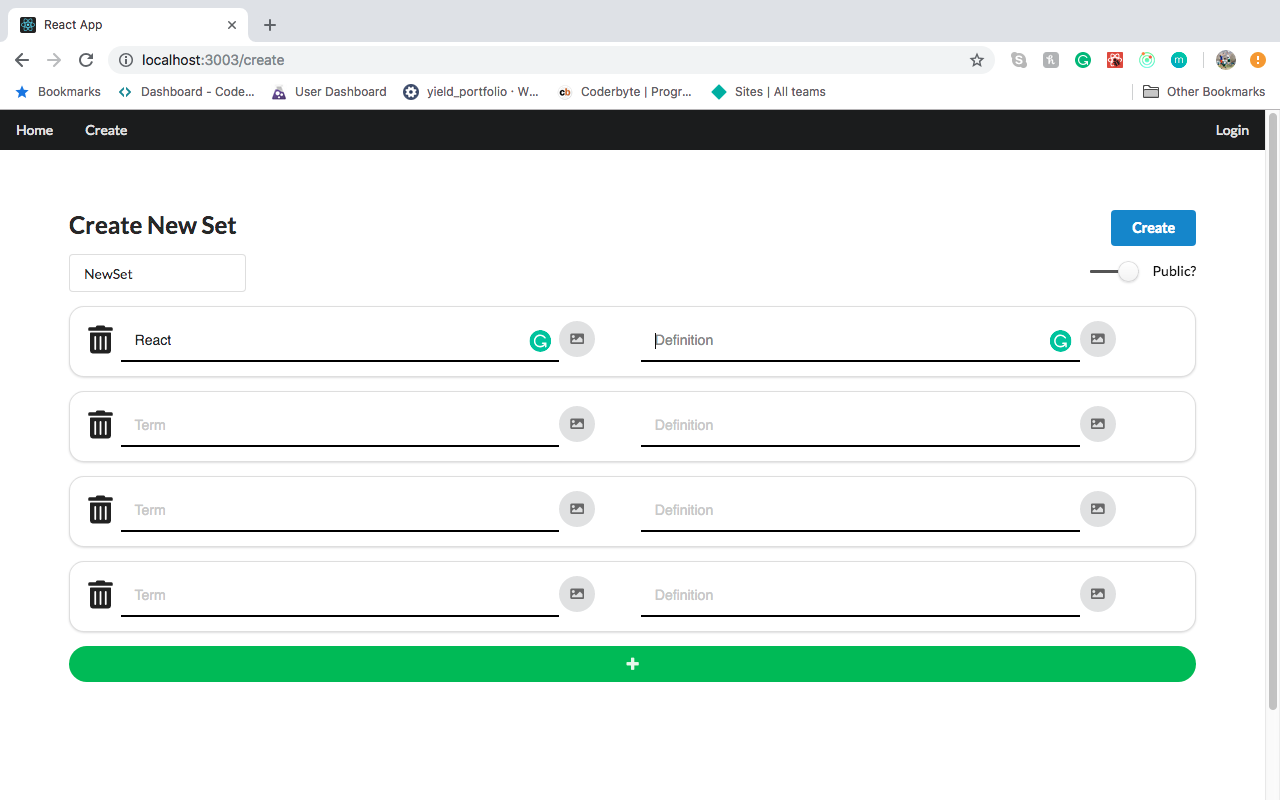 React App
localhost:3003/create
Bookmarks Dashboard - Code... User Dashboard yield_portfolio · W... cb Coderbyte | Progr... Sites | All teams Other Bookmarks
Home Create Login
Create New Set Create
NewSet Public?
React Definition
Term Definition
Term Definition
Term Definition